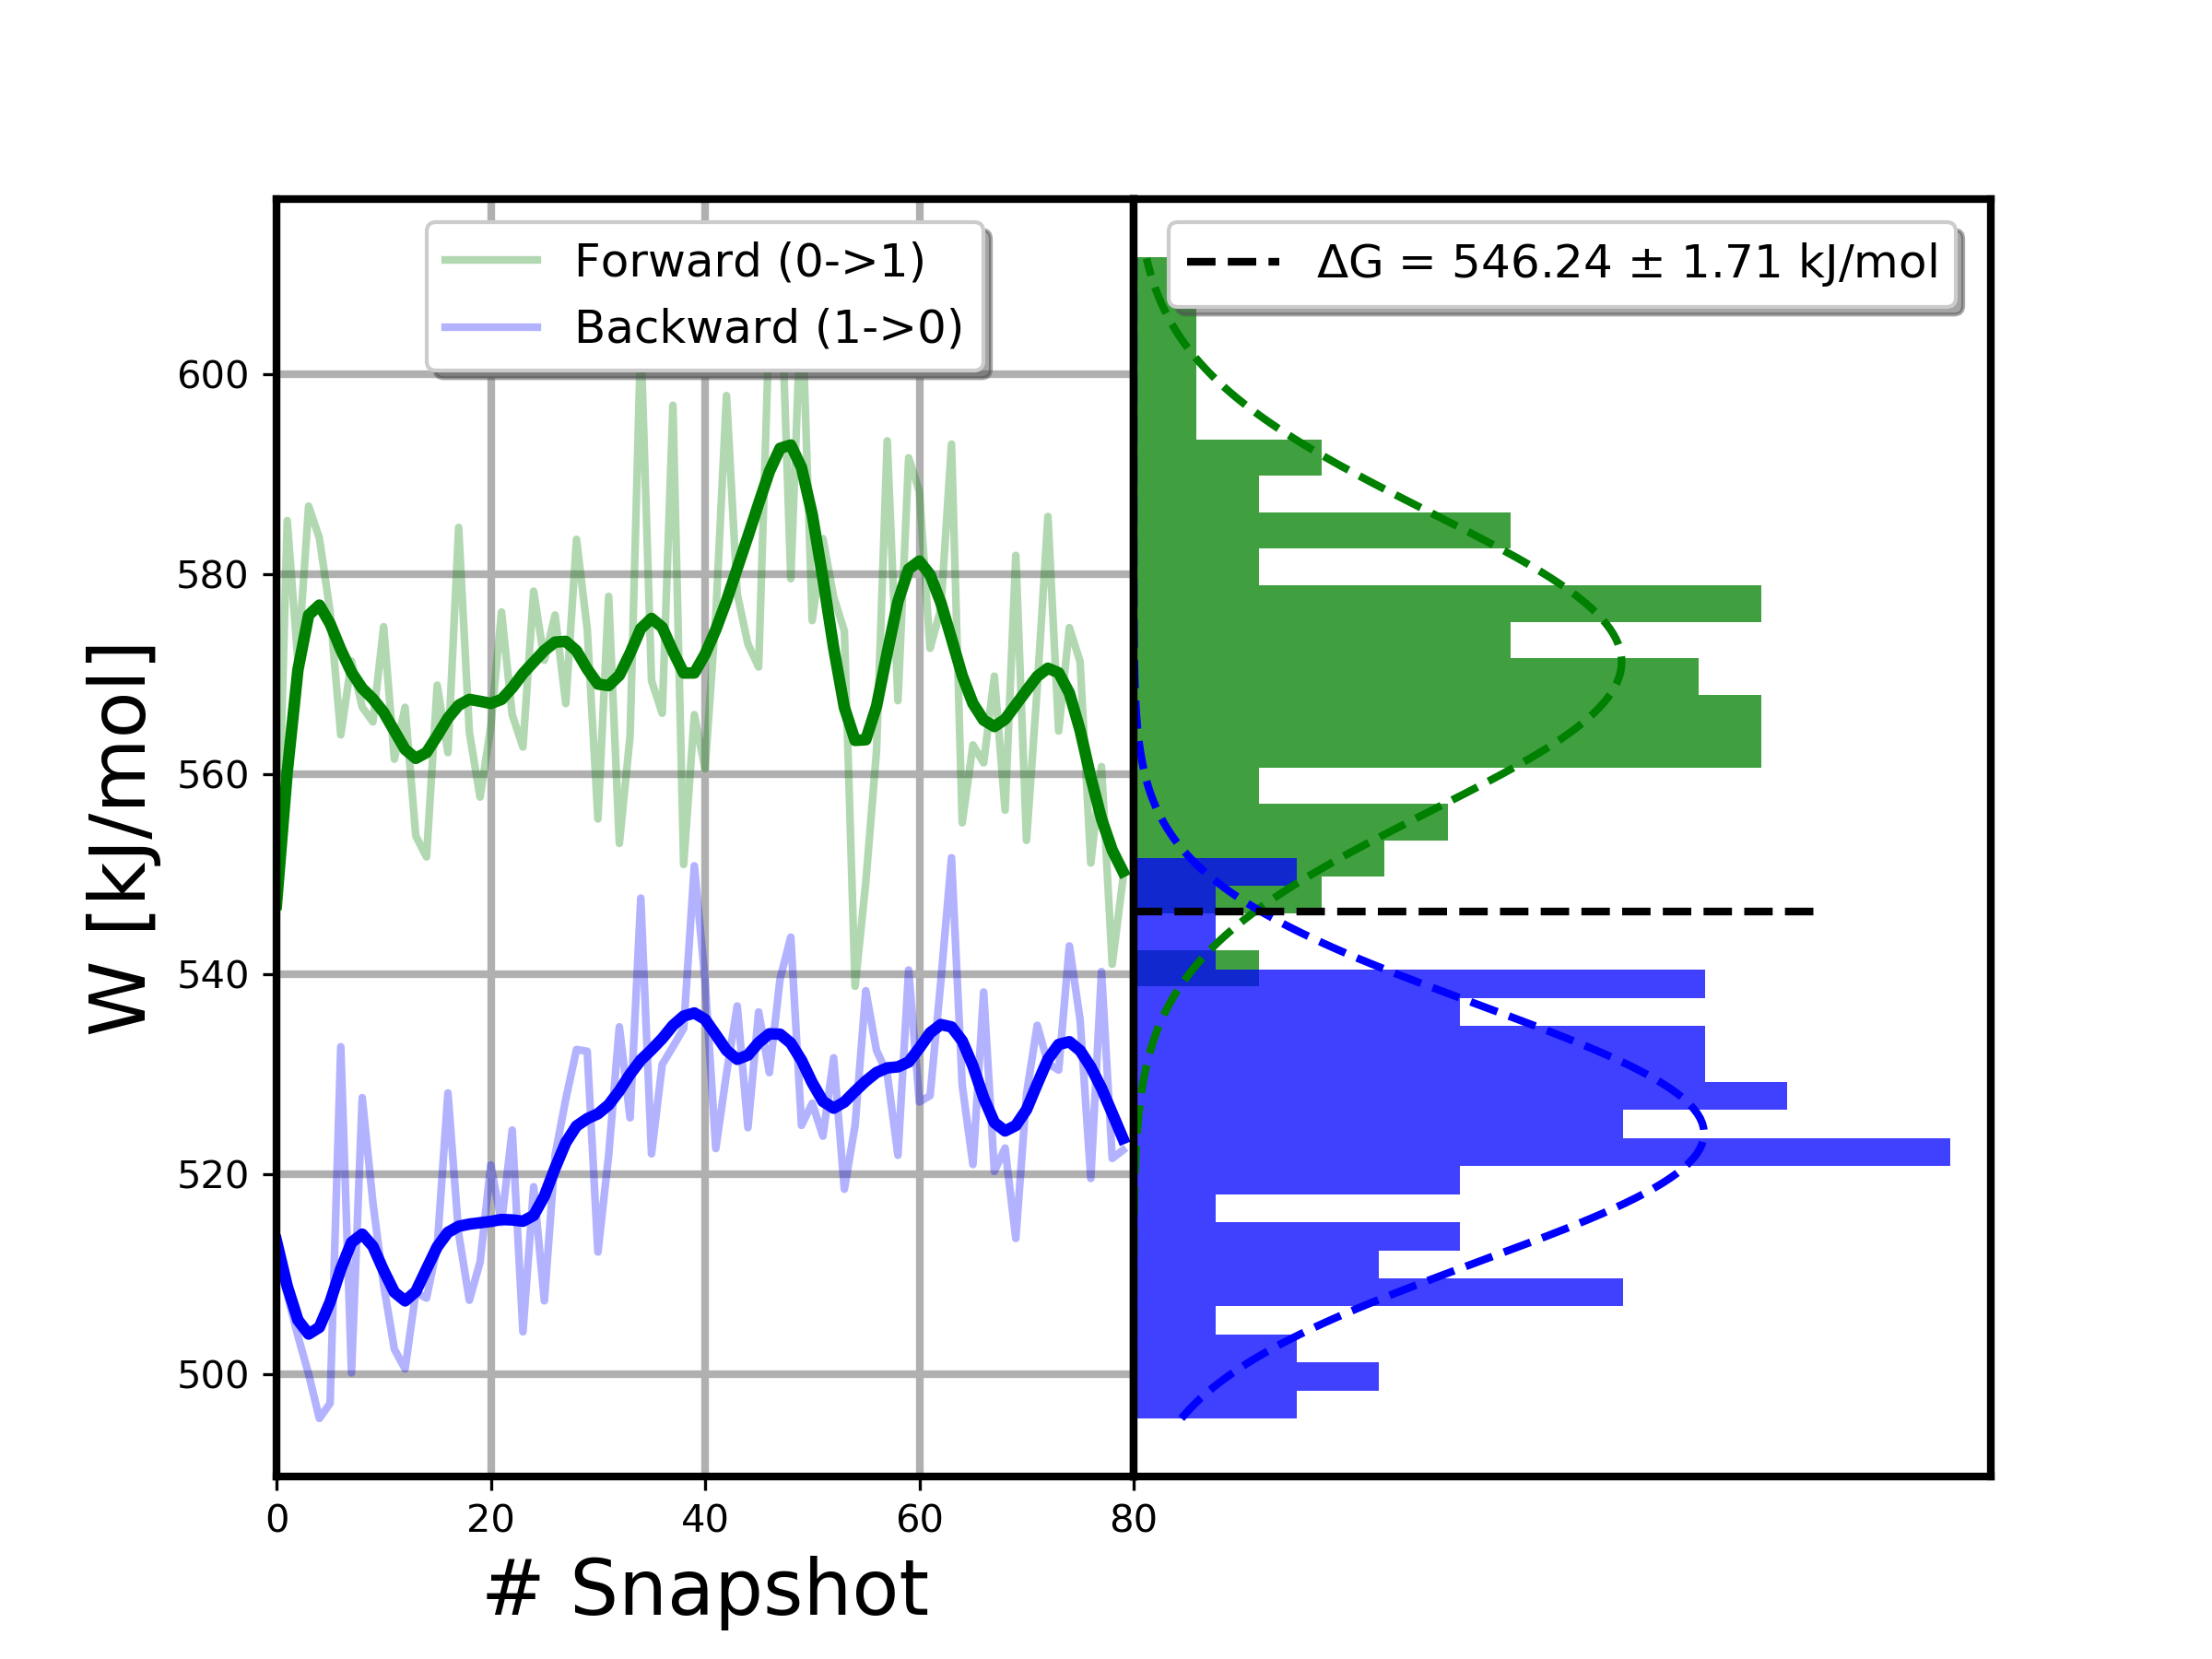 Forward (0->1)
Backward (1->0)
ΔG = 546.24 ± 1.71 kJ/mol
W [kJ/mol]
600
580
560
540
520
500
0
20
40
60
80
# Snapshot